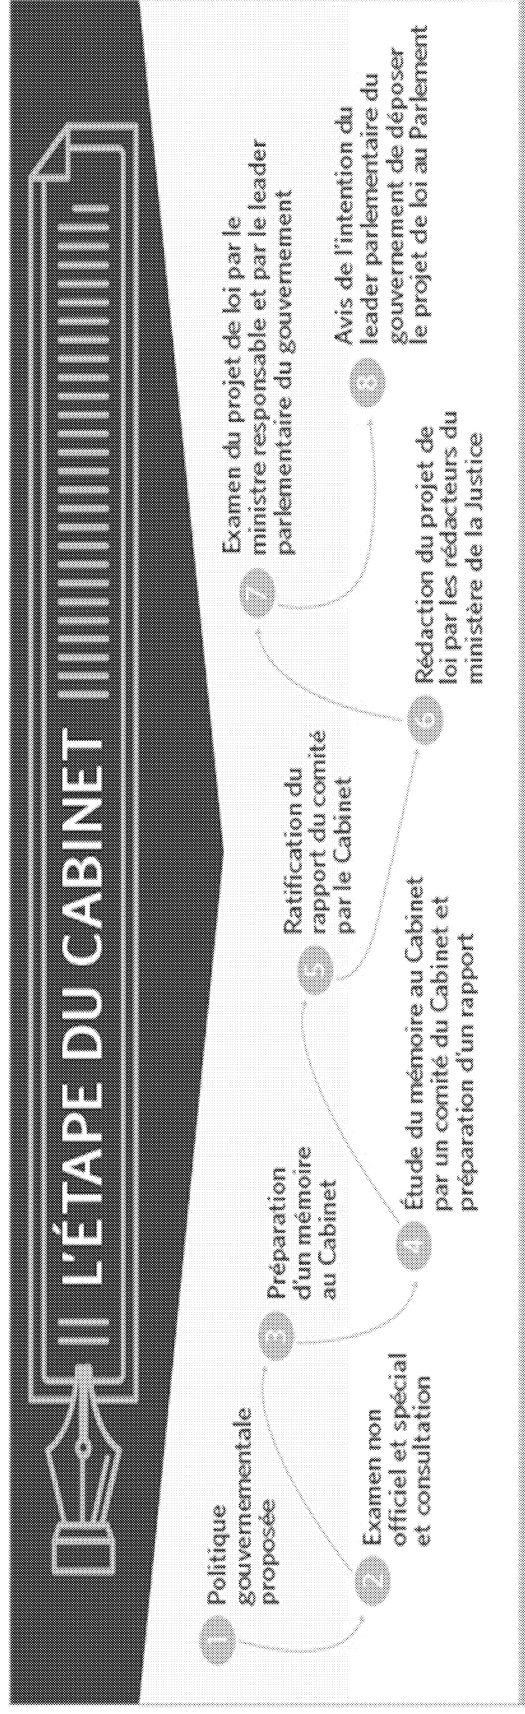 L'ÉTAPE DU CABINET
1
Politique
gouvernementale
proposée
2
Examen non
officiel et spécial
et consultation
3
Préparation
d'un mémoire
au Cabinet
4
Étude du mémoire au Cabinet
par un comité du Cabinet et
préparation d'un rapport
5
Ratification du
rapport du comité
par le Cabinet
6
Rédaction du projet de
loi par les rédacteurs du
ministère de la Justice
7
Examen du projet de loi par le
ministre responsable et par le leader
parlementaire du gouvernement
8
Avis de l'intention du
leader parlementaire du
gouvernement de déposer
le projet de loi au Parlement